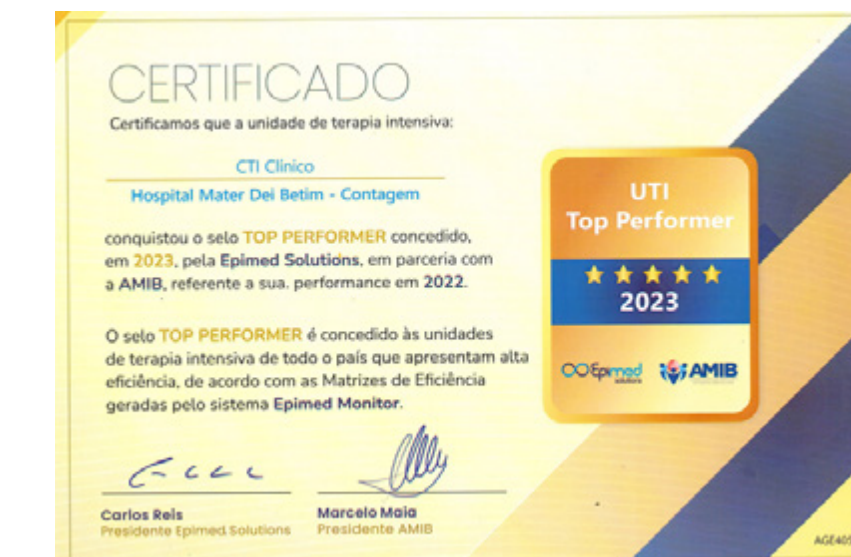 CERTIFICADO
Certificamos que a unidade de terapia intensiva:
CTI Clínico
Hospital Mater Dei Betim - Contagem
conquistou o selo TOP PERFORMER concedido,
em 2023, pela Epimed Solutions, em parceria com
a AMIB, referente a sua. performance em 2022.
O selo TOP PERFORMER é concedido às unidades
de terapia intensiva de todo o país que apresentam alta
eficiência, de acordo com as Matrizes de Eficiência
geradas pelo sistema Epimed Monitor.
Carlos Reis
Presidente Epimed Solutions
Marcelo Maia
Presidente AMIB
UTI
Top Performer
2023
Epimed
solutions
AMIB